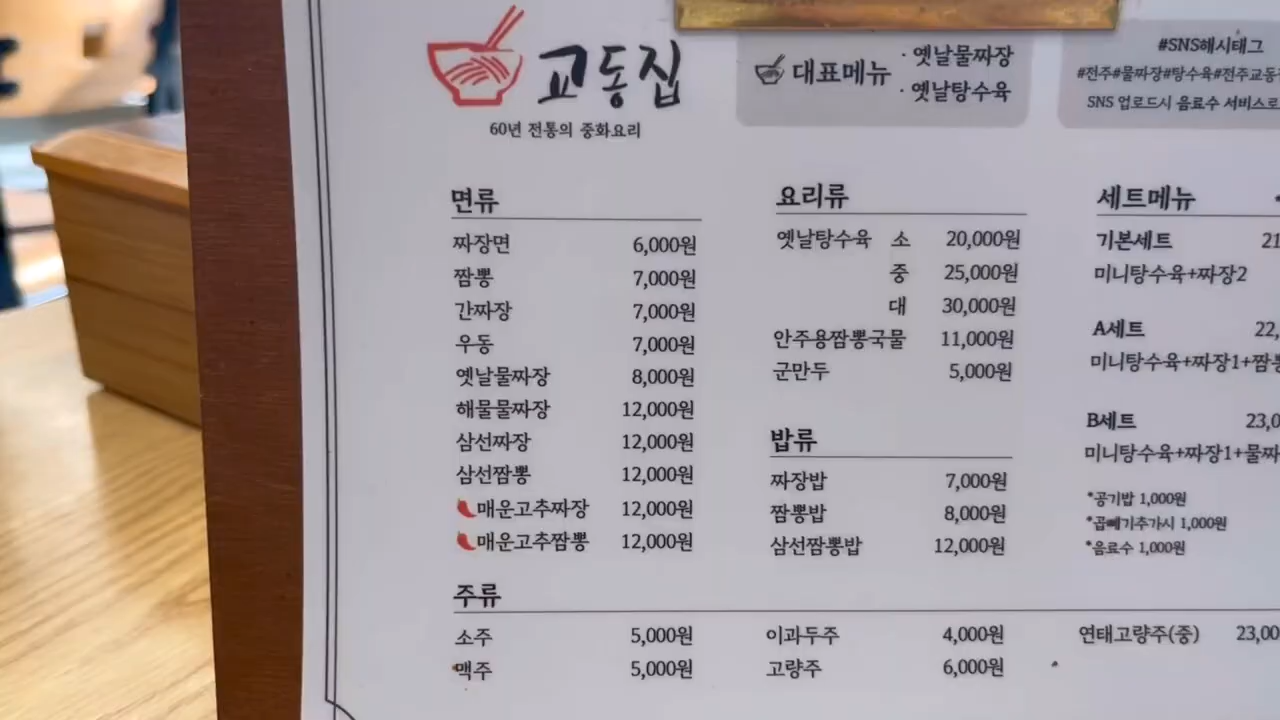 교동집
60년 전통의 중화요리
대표메뉴
· 옛날물짜장
· 옛날탕수육
#SNS해시태그
#전주#물짜장#탕수육#전주교동
SNS 업로드시 음료수 서비스로
면류
짜장면 6,000원
짬뽕 7,000원
간짜장 7,000원
우동 7,000원
옛날물짜장 8,000원
해물물짜장 12,000원
삼선짜장 12,000원
삼선짬뽕 12,000원
매운고추짜장 12,000원
매운고추짬뽕 12,000원
요리류
옛날탕수육 소 20,000원
중 25,000원
대 30,000원
안주용짬뽕국물 11,000원
군만두 5,000원
밥류
짜장밥 7,000원
짬뽕밥 8,000원
삼선짬뽕밥 12,000원
세트메뉴
기본세트 21
미니탕수육+짜장2
A세트 22,
미니탕수육+짜장1+짬뽕
B세트 23,0
미니탕수육+짜장1+물짜
*공기밥 1,000원
*곱빼기추가시 1,000원
*음료수 1,000원
주류
소주 5,000원
맥주 5,000원
이과두주 4,000원
고량주 6,000원
연태고량주(중) 23,00